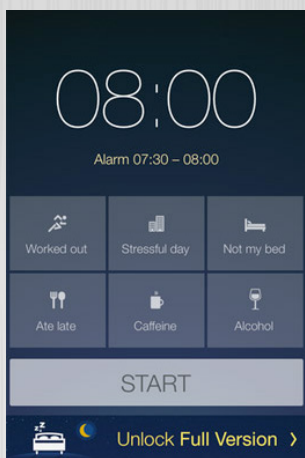 08:00
Alarm 07:30 – 08:00
Worked out
Stressful day
Not my bed
Ate late
Caffeine
Alcohol
START
zz
Unlock Full Version >